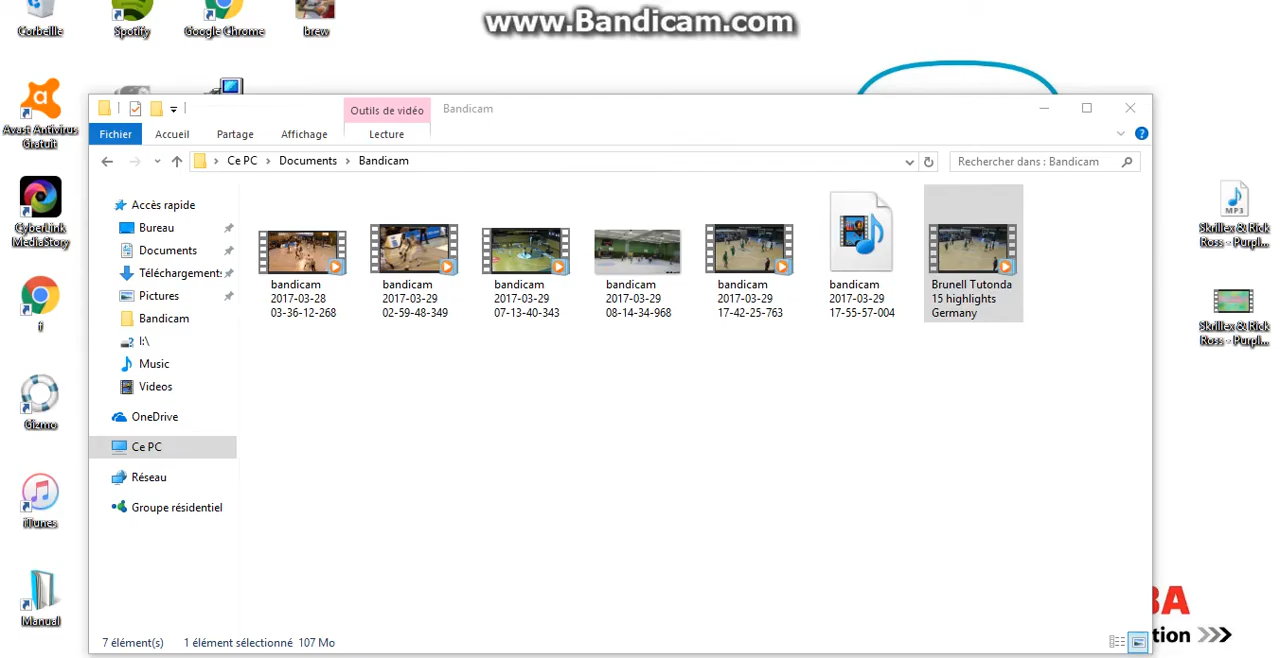 www.Bandicam.com
Corbeille
Spotify
Google Chrome
brew
Avast Antivirus
Gratuit
CyberLink
MediaStory
f
Gizmo
iTunes
Manual
Outils de vidéo
Bandicam
Fichier
Accueil
Partage
Affichage
Lecture
Ce PC
Documents
Bandicam
Rechercher dans : Bandicam
Accès rapide
Bureau
Documents
Téléchargement:
Pictures
Bandicam
I:\
Music
Videos
OneDrive
Ce PC
Réseau
Groupe résidentiel
bandicam
2017-03-28
03-36-12-268
bandicam
2017-03-29
02-59-48-349
bandicam
2017-03-29
07-13-40-343
bandicam
2017-03-29
08-14-34-968
bandicam
2017-03-29
17-42-25-763
bandicam
2017-03-29
17-55-57-004
Brunell Tutonda
15 highlights
Germany
7 élément(s)
1 élément sélectionné 107 Mo
MP3
Skrillex & Rick
Ross - Purpl...
Skrillex & Rick
Ross - Purpl...
BA
tion